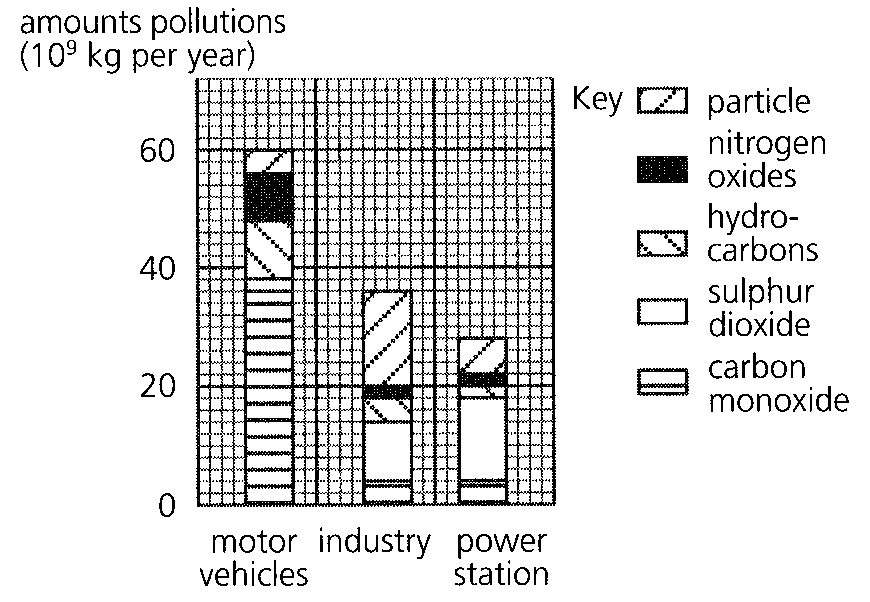 amounts pollutions
(10⁹ kg per year)
60
40
20
0
motor
vehicles
industry
power
station
Key
particle
nitrogen
oxides
hydro-
carbons
sulphur
dioxide
carbon
monoxide